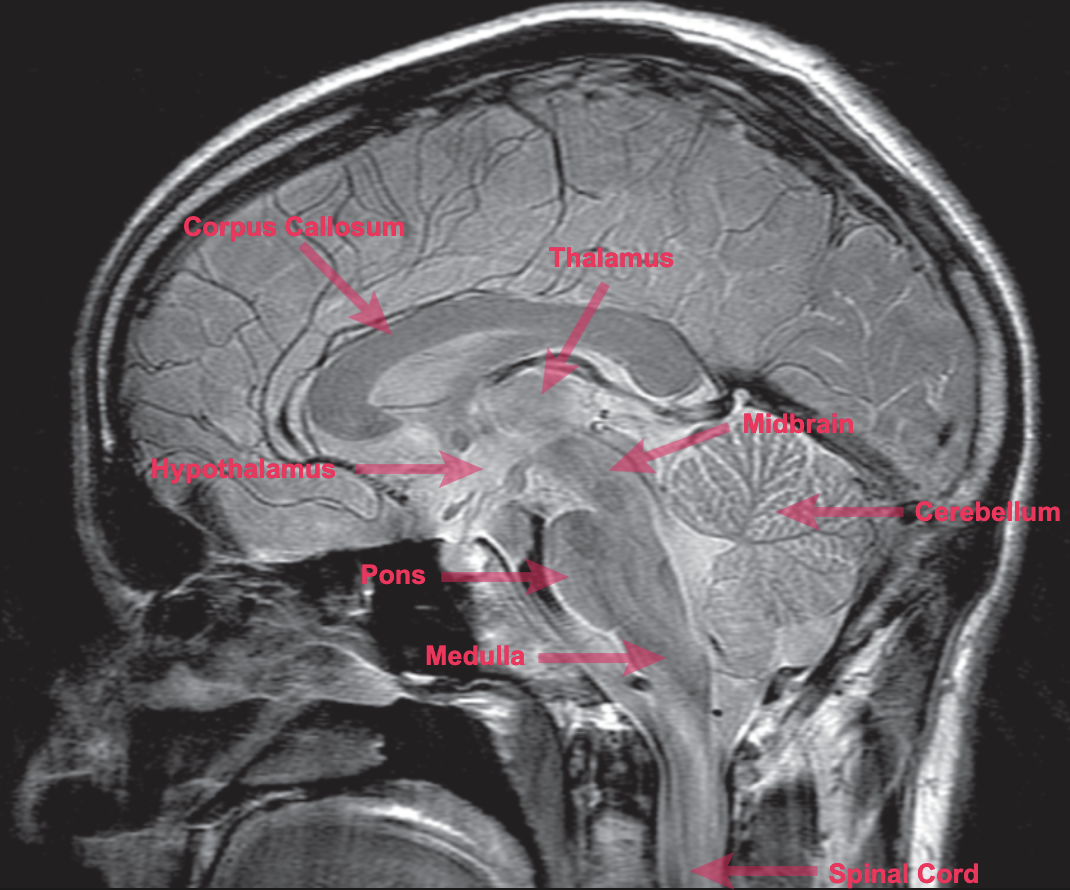 Corpus Callosum
Thalamus
Midbrain
Hypothalamus
Cerebellum
Pons
Medulla
Spinal Cord